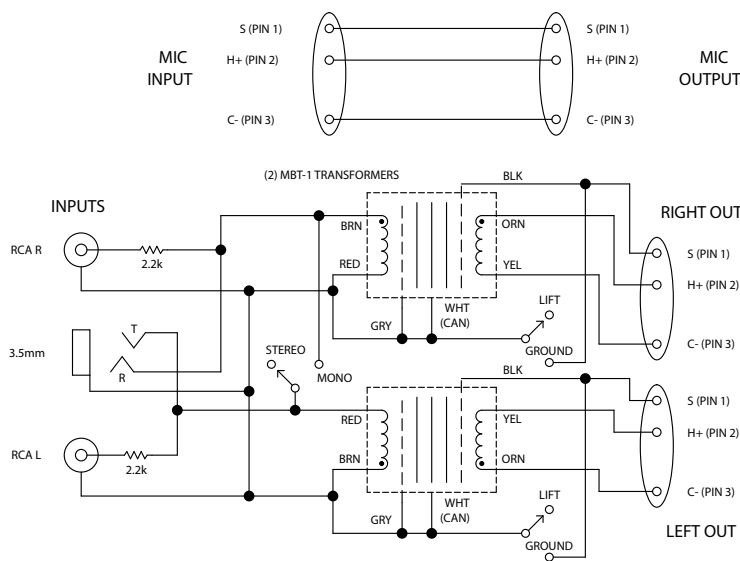 S (PIN 1)
S (PIN 1)
MIC
INPUT
H+ (PIN 2)
H+ (PIN 2)
MIC
OUTPUT
C- (PIN 3)
C- (PIN 3)
(2) MBT-1 TRANSFORMERS
BLK
INPUTS
BRN
ORN
RIGHT OUT
RCA R
2.2k
S (PIN 1)
RED
YEL
H+ (PIN 2)
WHT
(CAN)
LIFT
GRY
T
3.5mm
STEREO
GROUND
C- (PIN 3)
R
MONO
BLK
S (PIN 1)
RED
YEL
H+ (PIN 2)
RCA L
BRN
ORN
2.2k
C- (PIN 3)
WHT
(CAN)
LIFT
GRY
LEFT OUT
GROUND